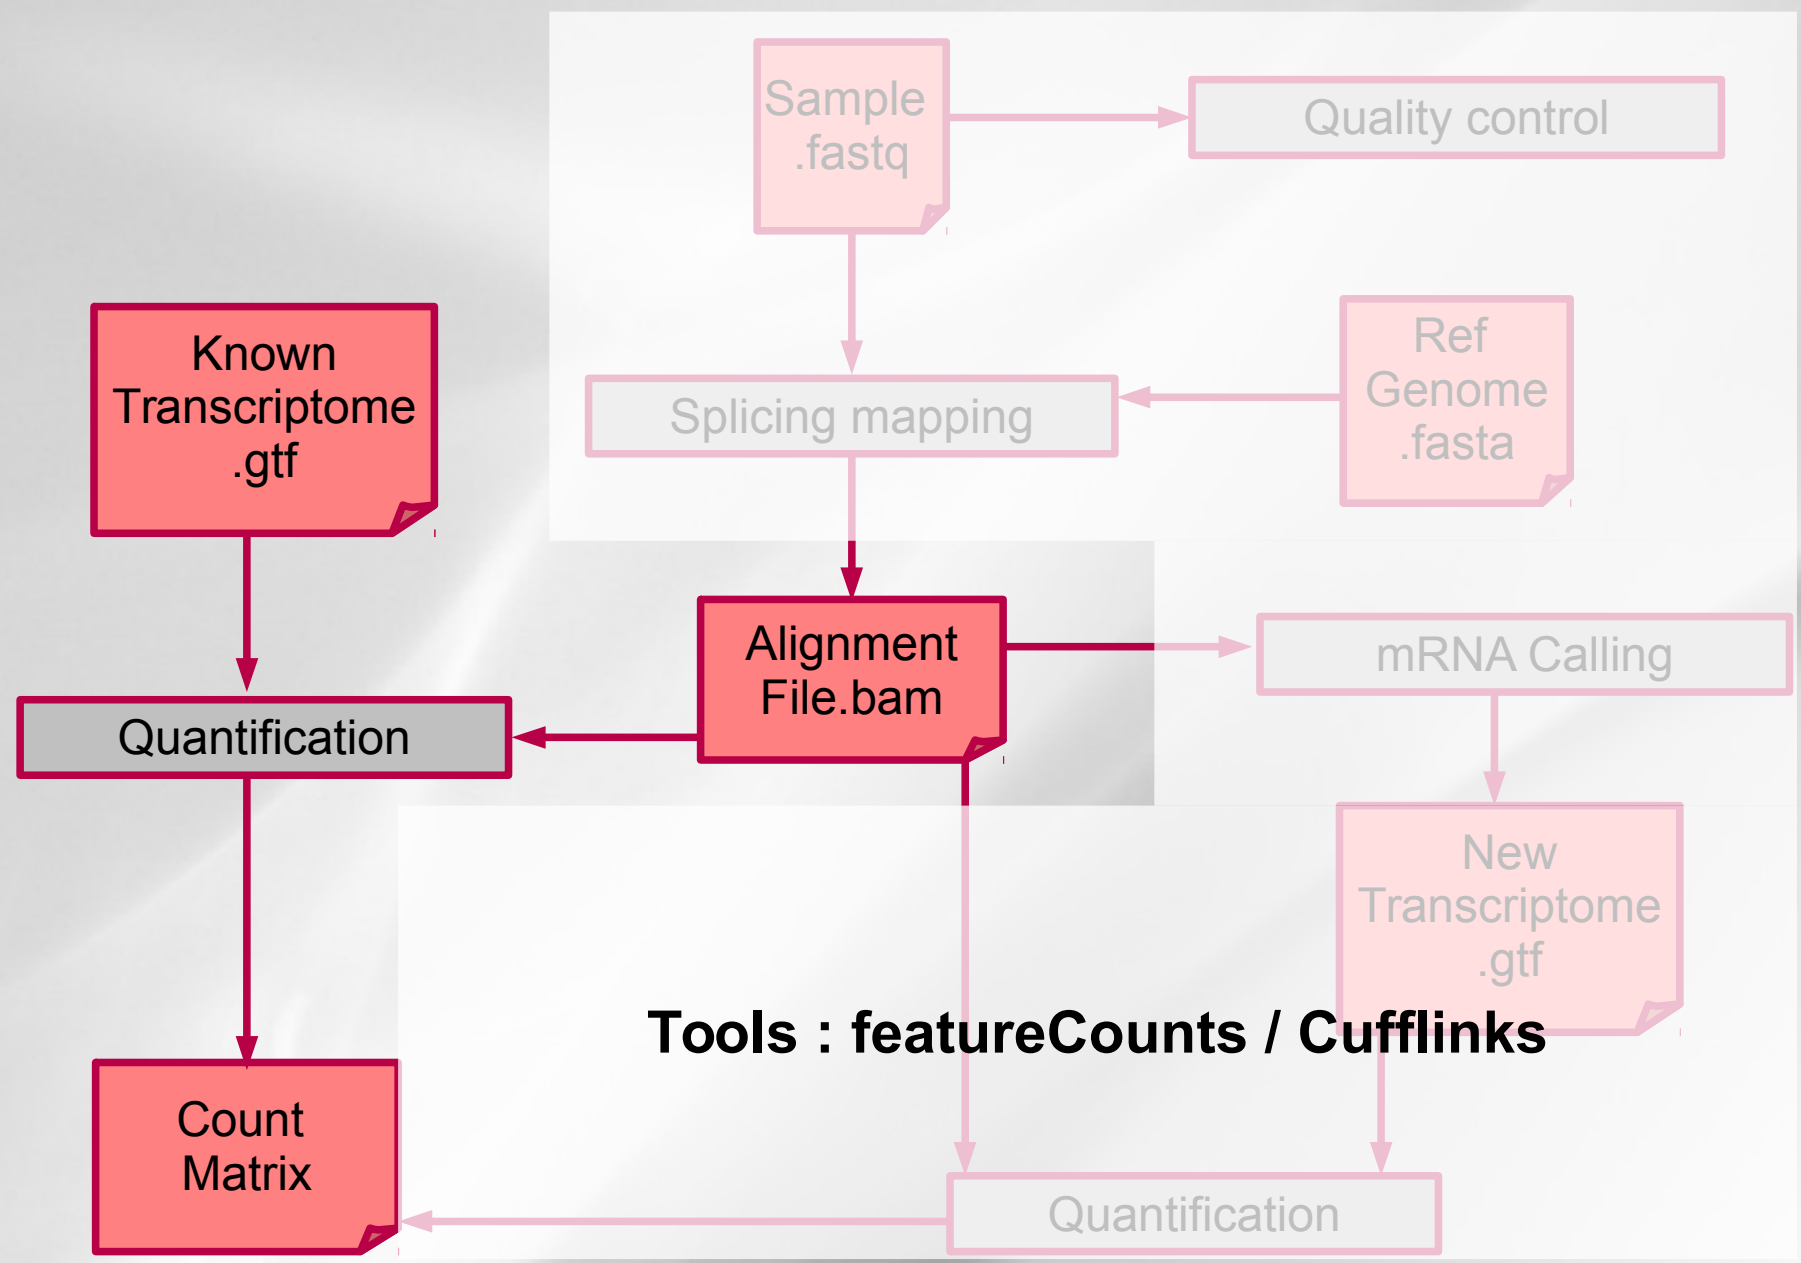 Sample
.fastq
Quality control
Known
Transcriptome
.gtf
Ref
Genome
.fasta
Splicing mapping
Alignment
File.bam
mRNA Calling
Quantification
New
Transcriptome
.gtf
Tools : featureCounts / Cufflinks
Count
Matrix
Quantification